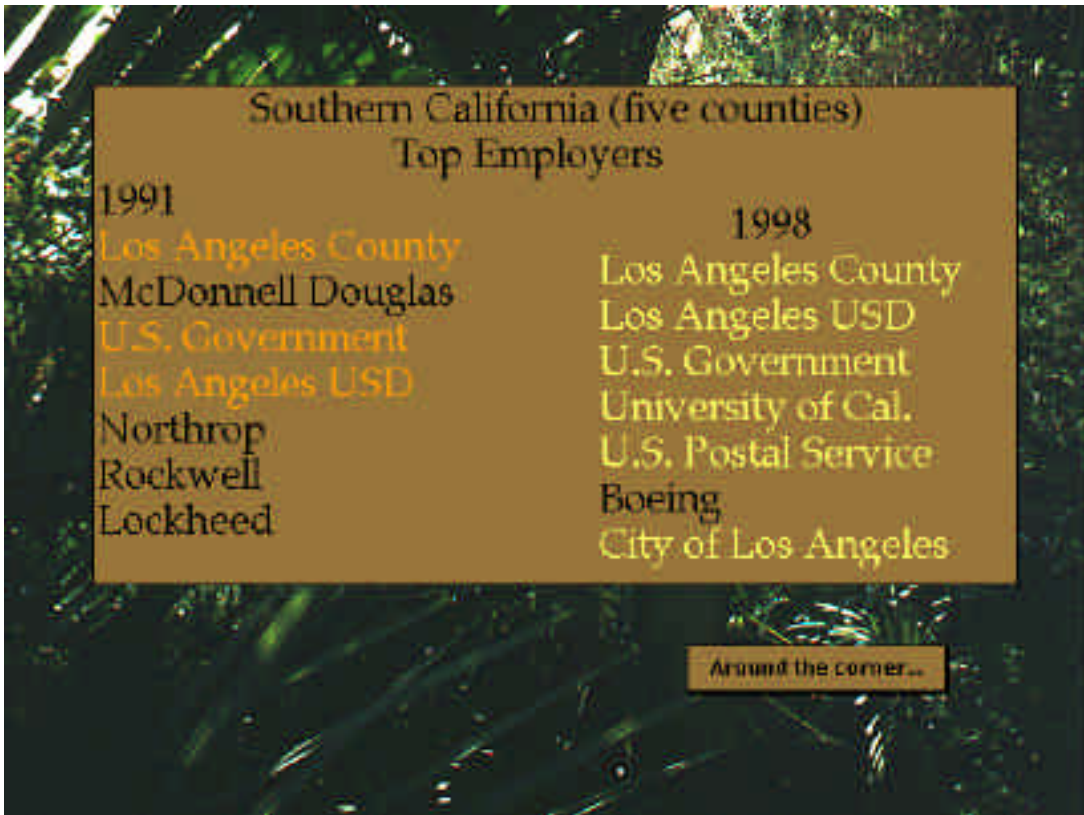 Southern California (five counties)
Top Employers
1991
Los Angeles County
McDonnell Douglas
U.S. Government
Los Angeles USD
Northrop
Rockwell
Lockheed
1998
Los Angeles County
Los Angeles USD
U.S. Government
University of Cal.
U.S. Postal Service
Boeing
City of Los Angeles
Around the corner...